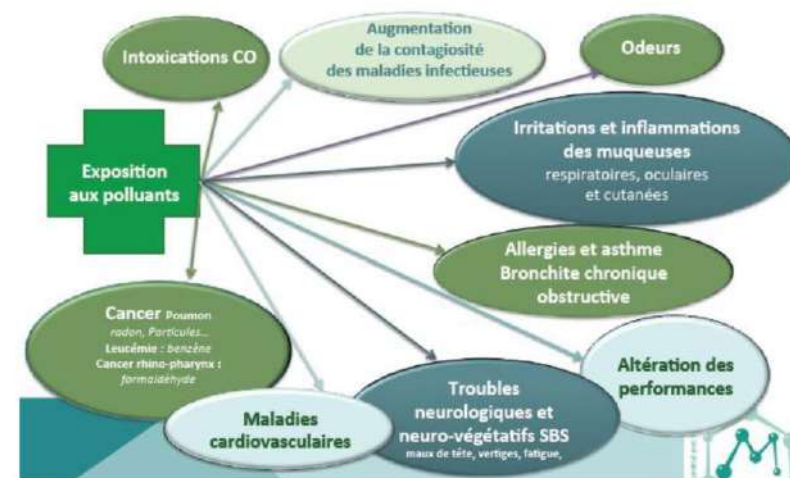 Intoxications CO
Augmentation
de la contagiosité
des maladies infectieuses
Odeurs
Exposition
aux polluants
Irritations et inflammations
des muqueuses
respiratoires, oculaires
et cutanées
Allergies et asthme
Bronchite chronique
obstructive
Cancer Poumon
radon, Particules...
Leucémie : benzène
Cancer rhino-pharynx :
formaldéhyde
Maladies
cardiovasculaires
Troubles
neurologiques et
neuro-végétatifs SBS
maux de tête, vertiges, fatigue,
Altération des
performances